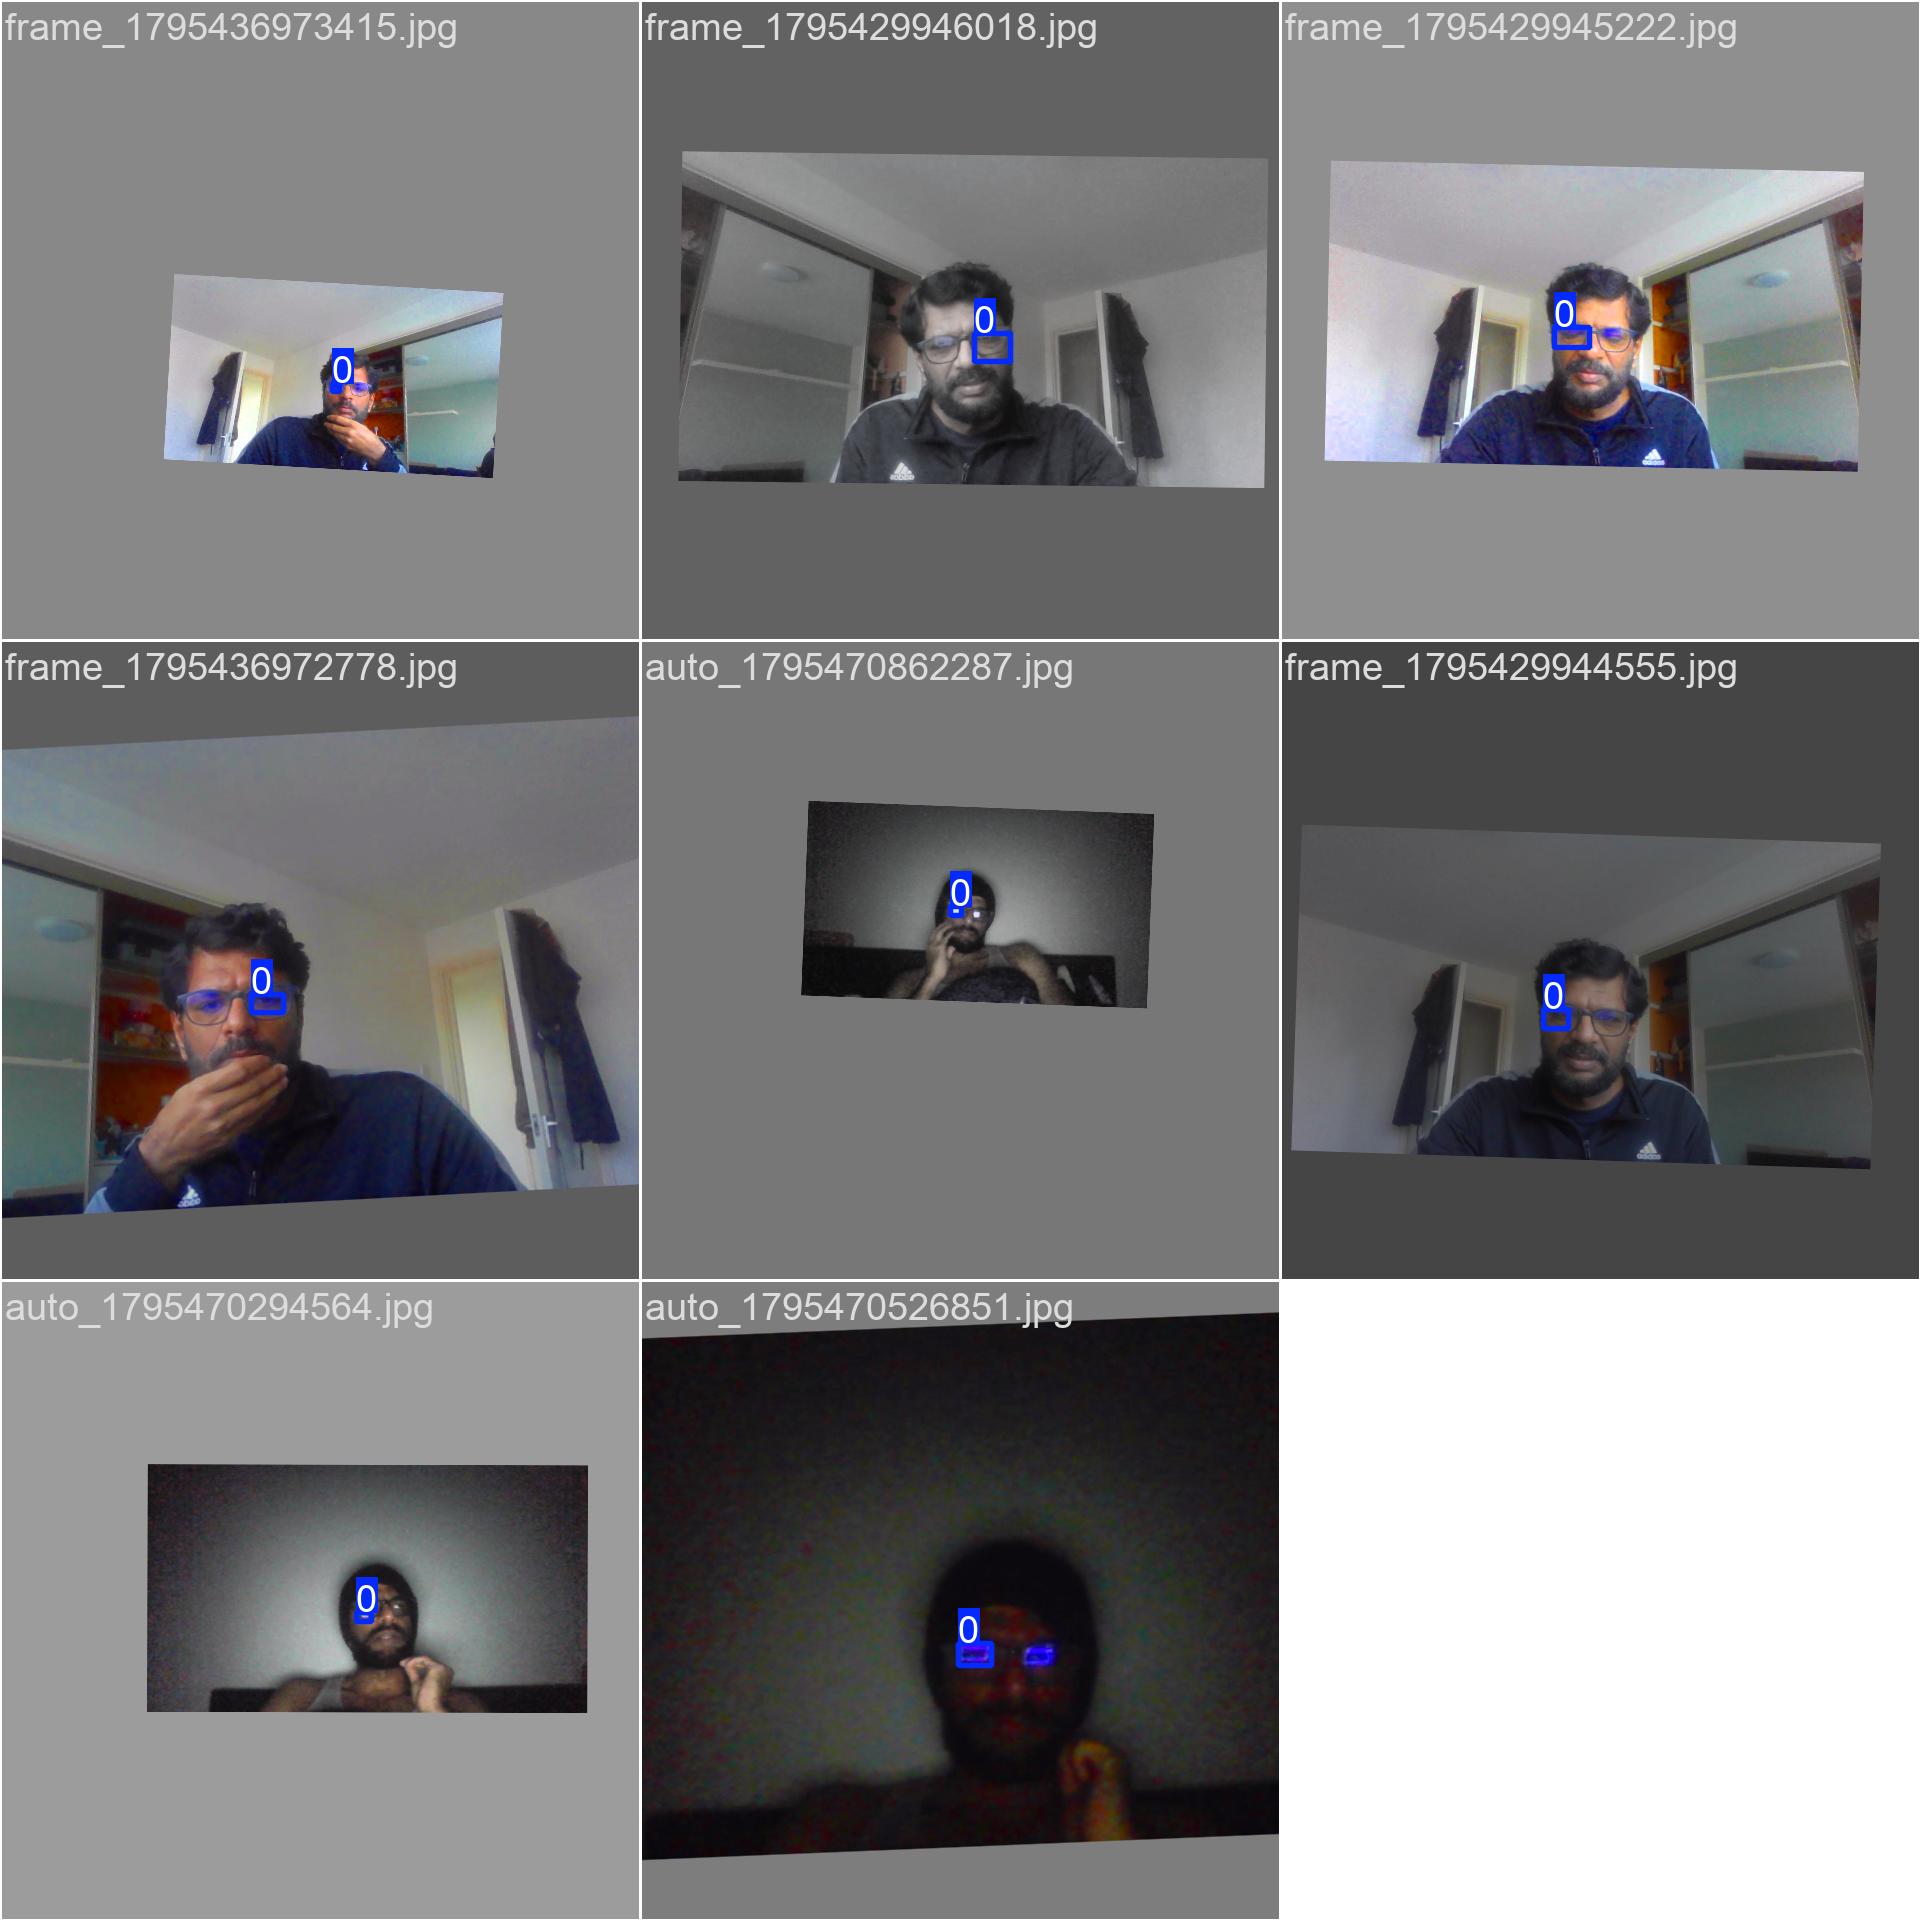 frame_1795436973415.jpg
frame_1795429946018.jpg
frame_1795429945222.jpg
0
0
0
adidas
frame_1795436972778.jpg
auto_1795470862287.jpg
frame_1795429944555.jpg
0
0
0
auto_1795470294564.jpg
auto_1795470526851.jpg
0
0